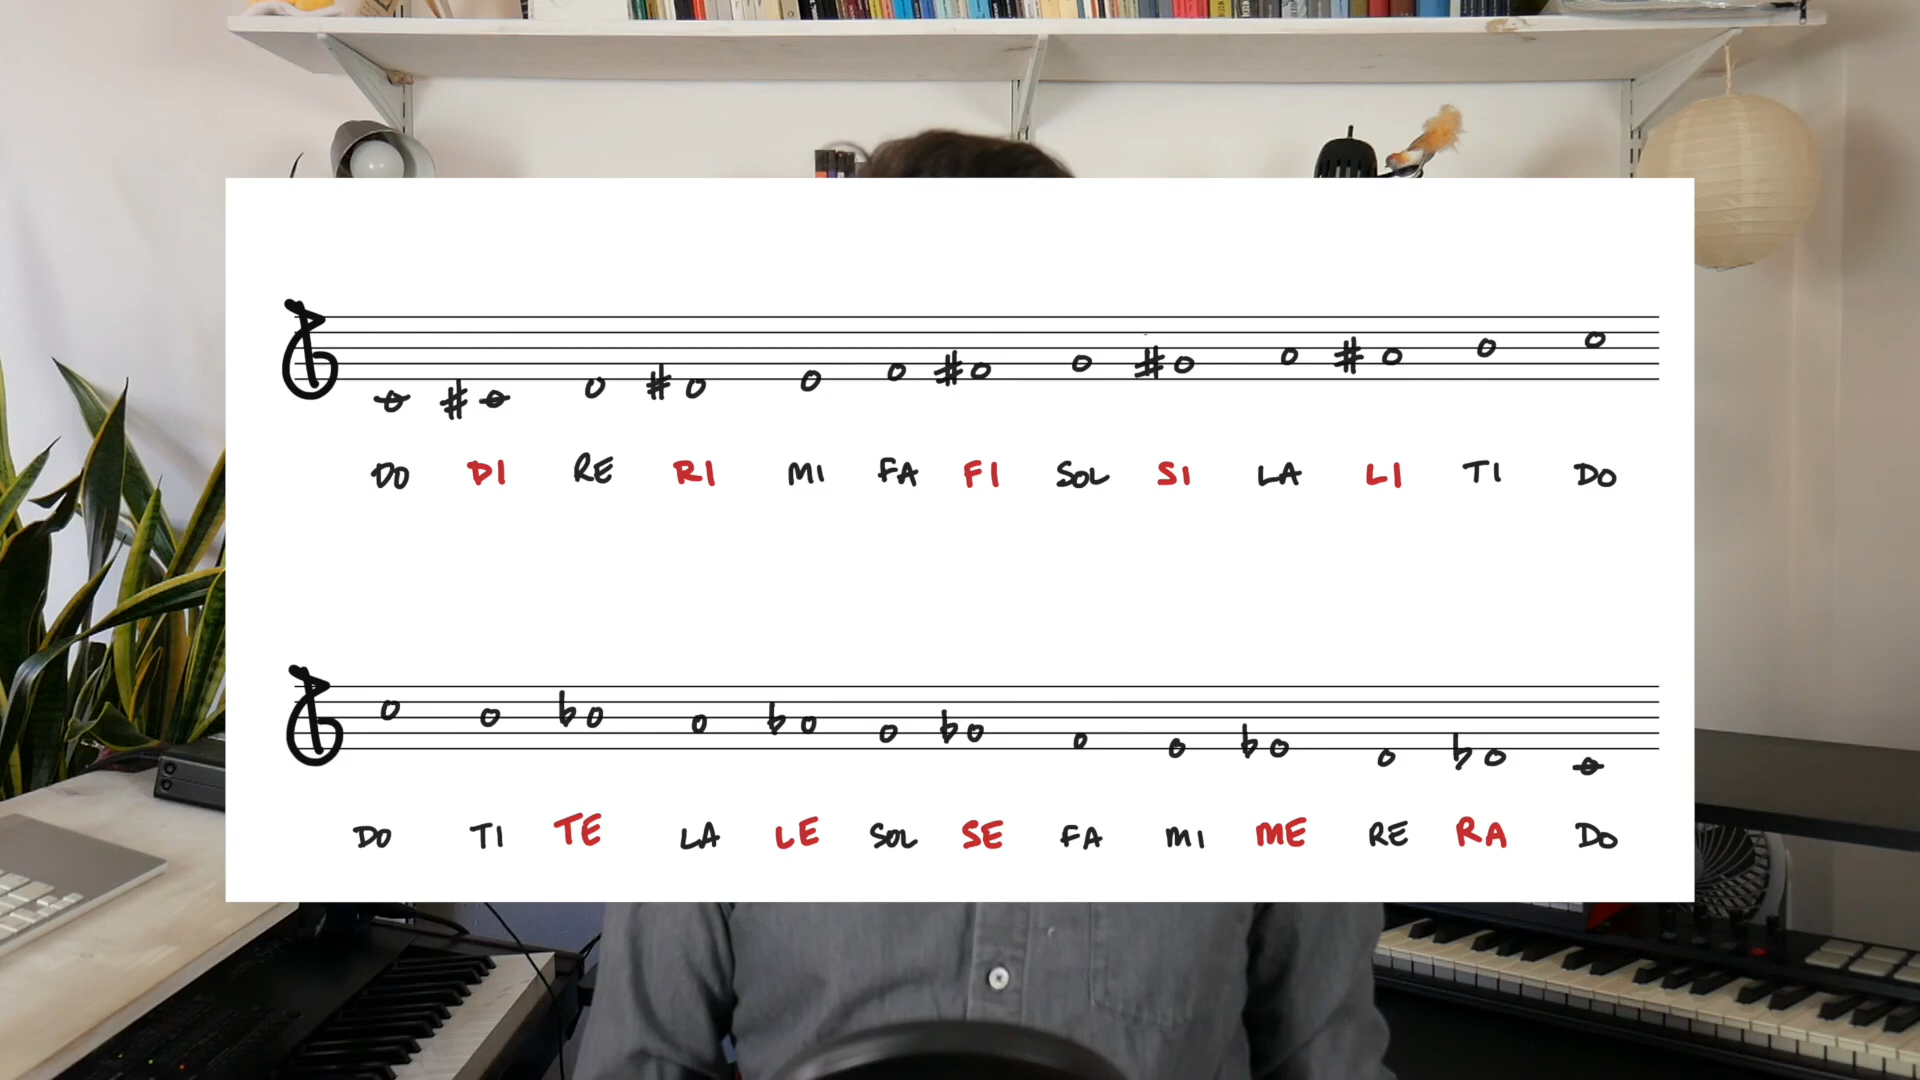 DO DI RE RI MI FA FI SOL SI LA LI TI DO
DO TI TE LA LE SOL SE FA MI ME RE RA DO